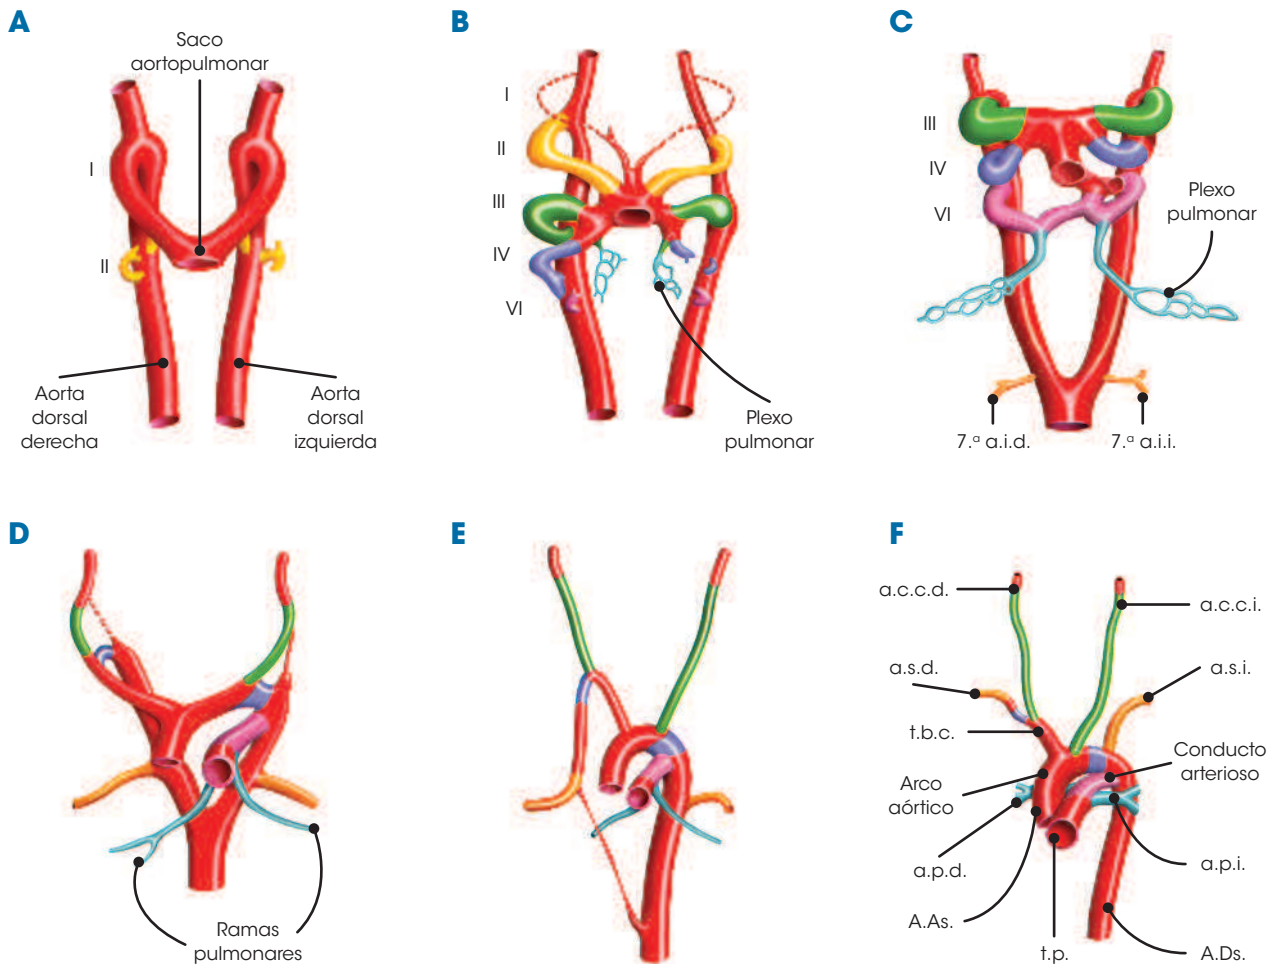 A
Saco
aortopulmonar
I
II
Aorta
dorsal
derecha
Aorta
dorsal
izquierda
B
I
II
III
IV
VI
Plexo
pulmonar
C
III
IV
VI
Plexo
pulmonar
7.ª a.i.d.
7.ª a.i.i.
D
Ramas
pulmonares
E
F
a.c.c.d.
a.c.c.i.
a.s.d.
a.s.i.
t.b.c.
Conducto
arterioso
Arco
aórtico
a.p.d.
a.p.i.
A.As.
t.p.
A.Ds.